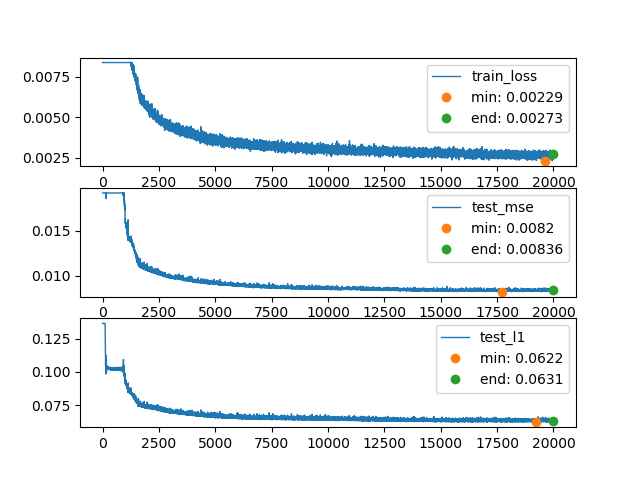 0.0075
0.0050
0.0025
train_loss
min: 0.00229
end: 0.00273
0 2500 5000 7500 10000 12500 15000 17500 20000
0.015
0.010
test_mse
min: 0.0082
end: 0.00836
0 2500 5000 7500 10000 12500 15000 17500 20000
0.125
0.100
0.075
test_l1
min: 0.0622
end: 0.0631
0 2500 5000 7500 10000 12500 15000 17500 20000